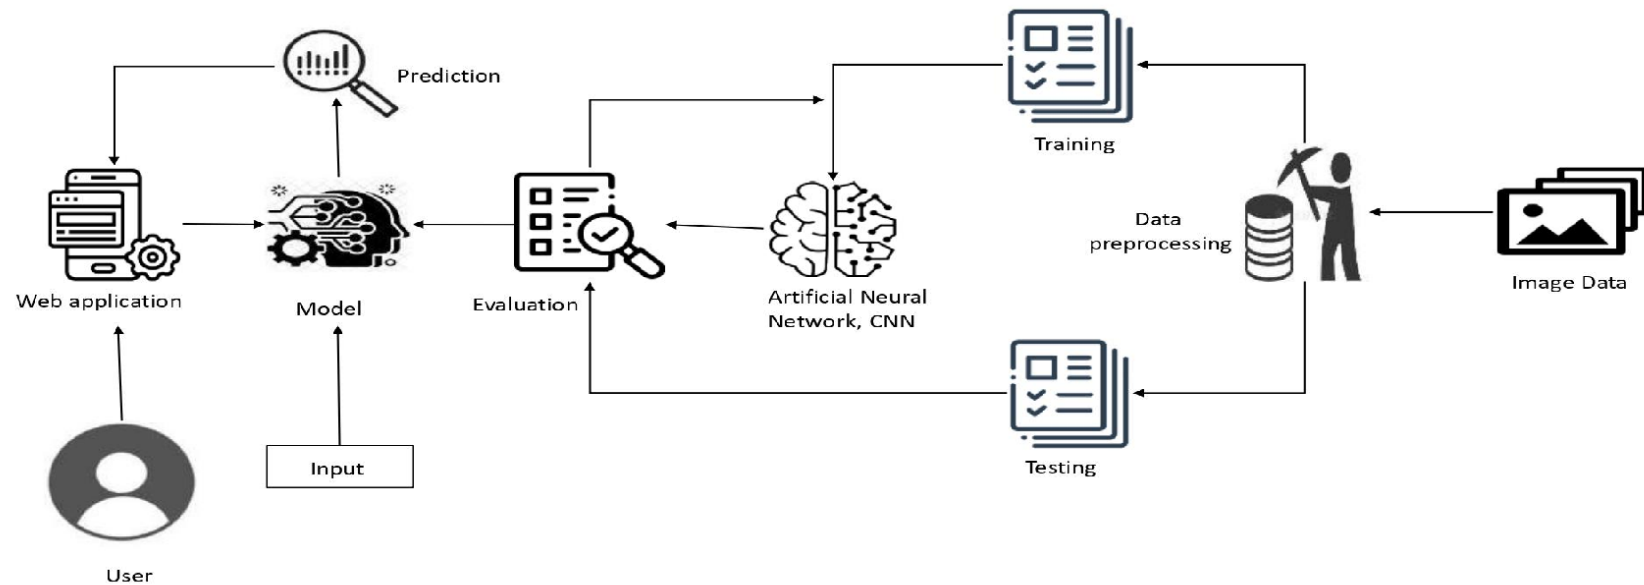 Prediction
Training
Web application
Model
Evaluation
Artificial Neural
Network, CNN
Data
preprocessing
Image Data
Input
Testing
User